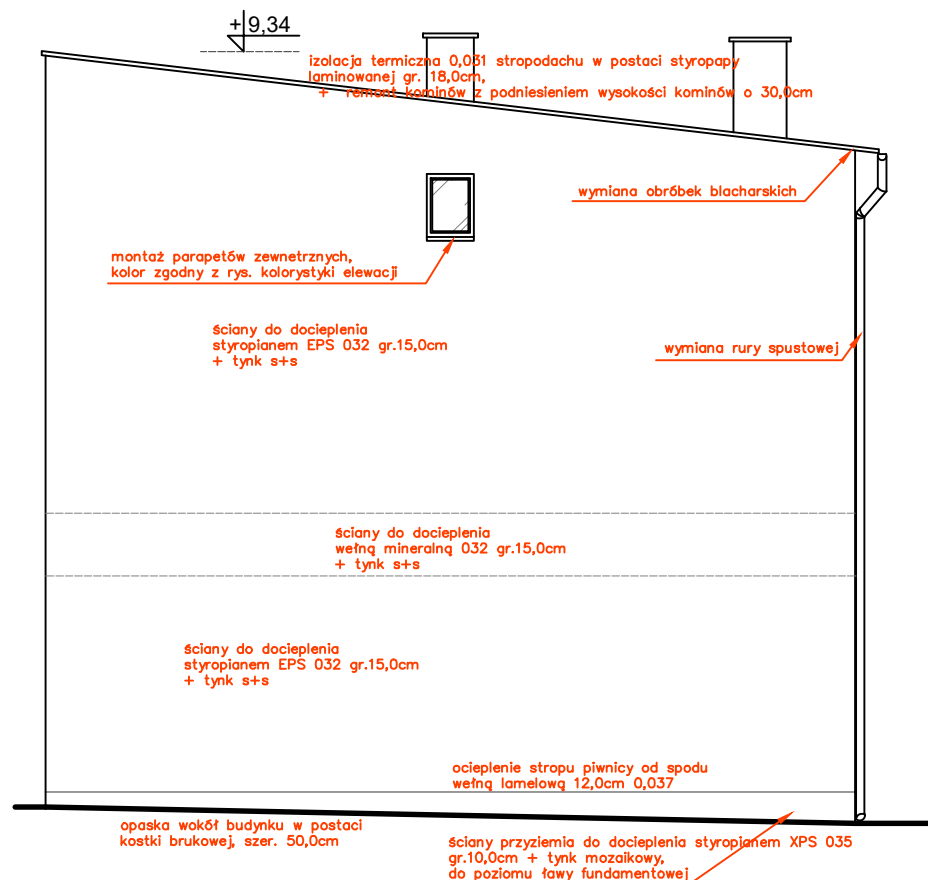 +9,34
izolacja termiczna 0,031 stropodachu w postaci styropapy
laminowanej gr. 18,0cm,
+ remont kominów z podniesieniem wysokości kominów o 30,0cm
wymiana obróbek blacharskich
montaż parapetów zewnetrznych,
kolor zgodny z rys. kolorystyki elewacji
ściany do docieplenia
styropianem EPS 032 gr.15,0cm
+ tynk s+s
wymiana rury spustowej
ściany do docieplenia
wełną mineralną 032 gr.15,0cm
+ tynk s+s
ściany do docieplenia
styropianem EPS 032 gr.15,0cm
+ tynk s+s
ocieplenie stropu piwnicy od spodu
wełną lamelową 12,0cm 0,037
opaska wokół budynku w postaci
kostki brukowej, szer. 50,0cm
ściany przyziemia do docieplenia styropianem XPS 035
gr.10,0cm + tynk mozaikowy,
do poziomu ławy fundamentowej